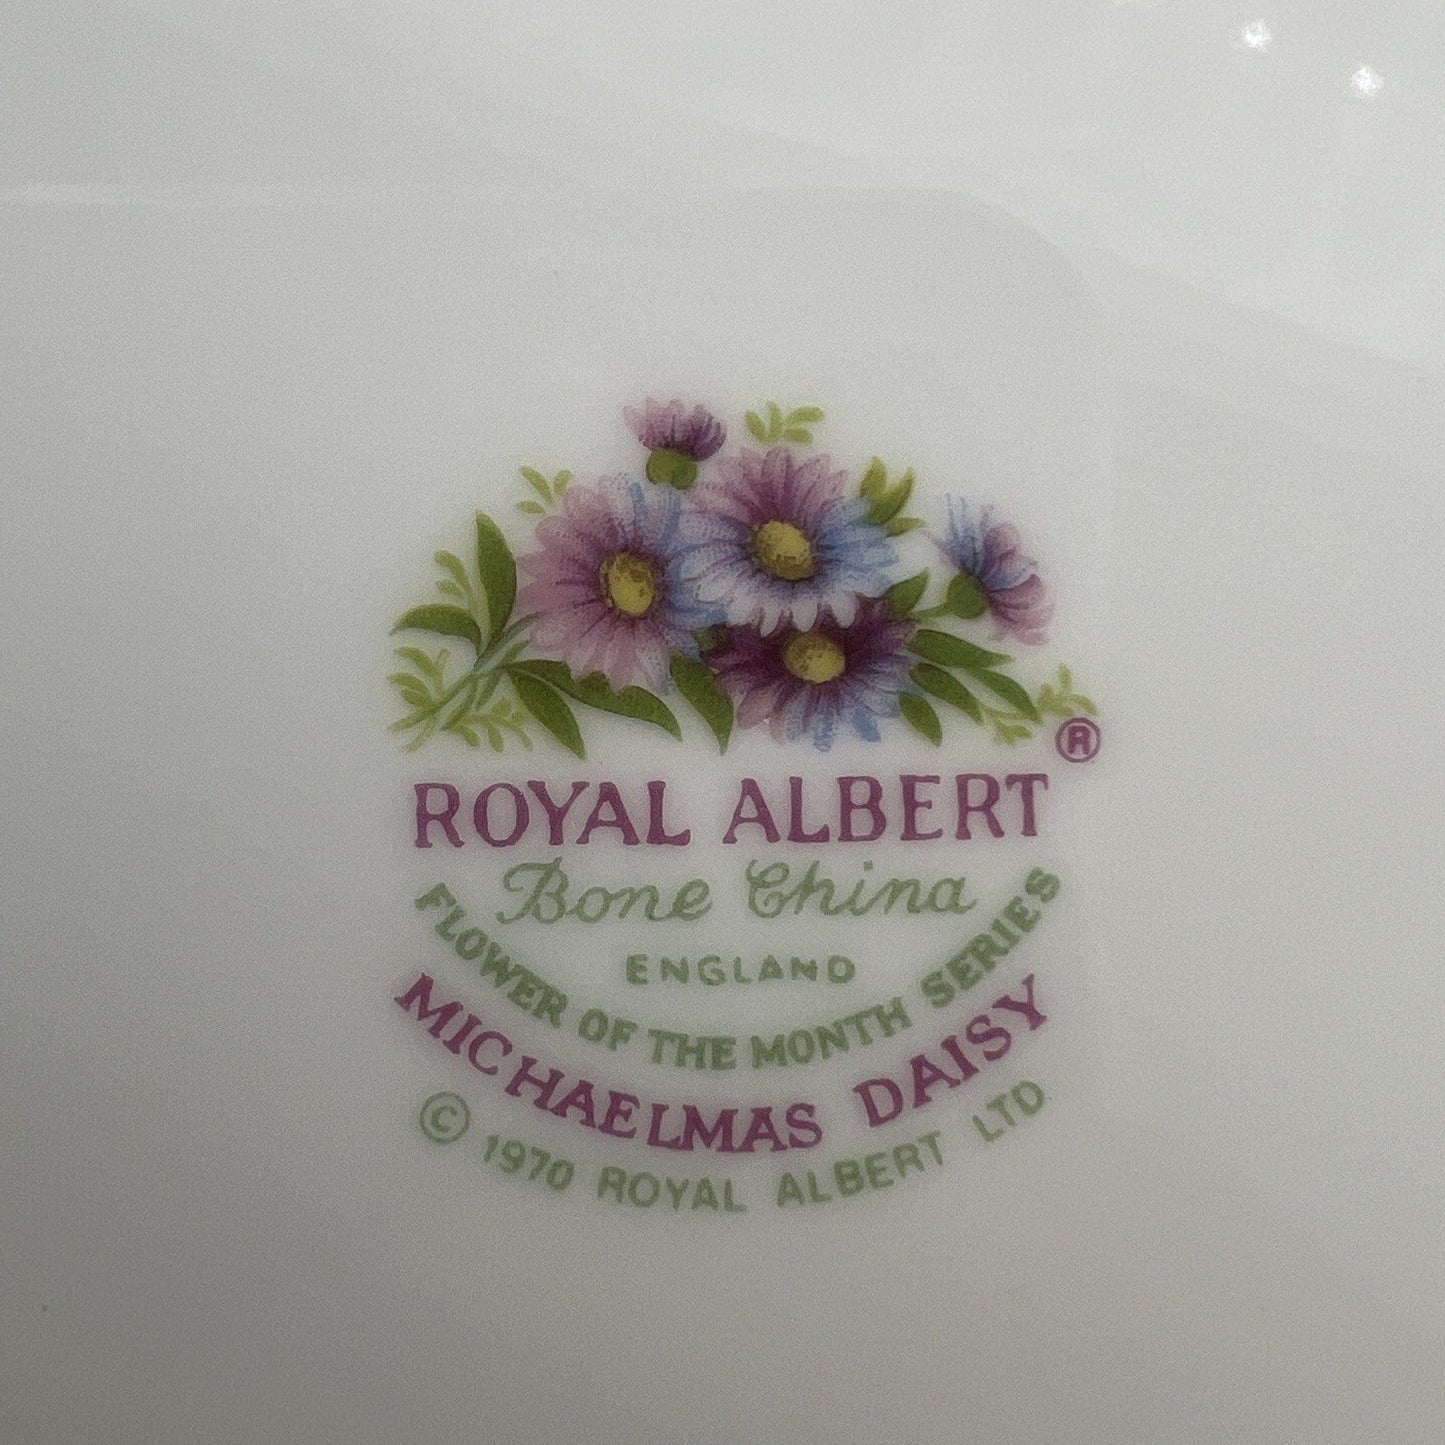 ROYAL ALBERT ®
Bone China
ENGLAND
FLOWER OF THE MONTH SERIES
MICHAELMAS DAISY
© 1970 ROYAL ALBERT LTD